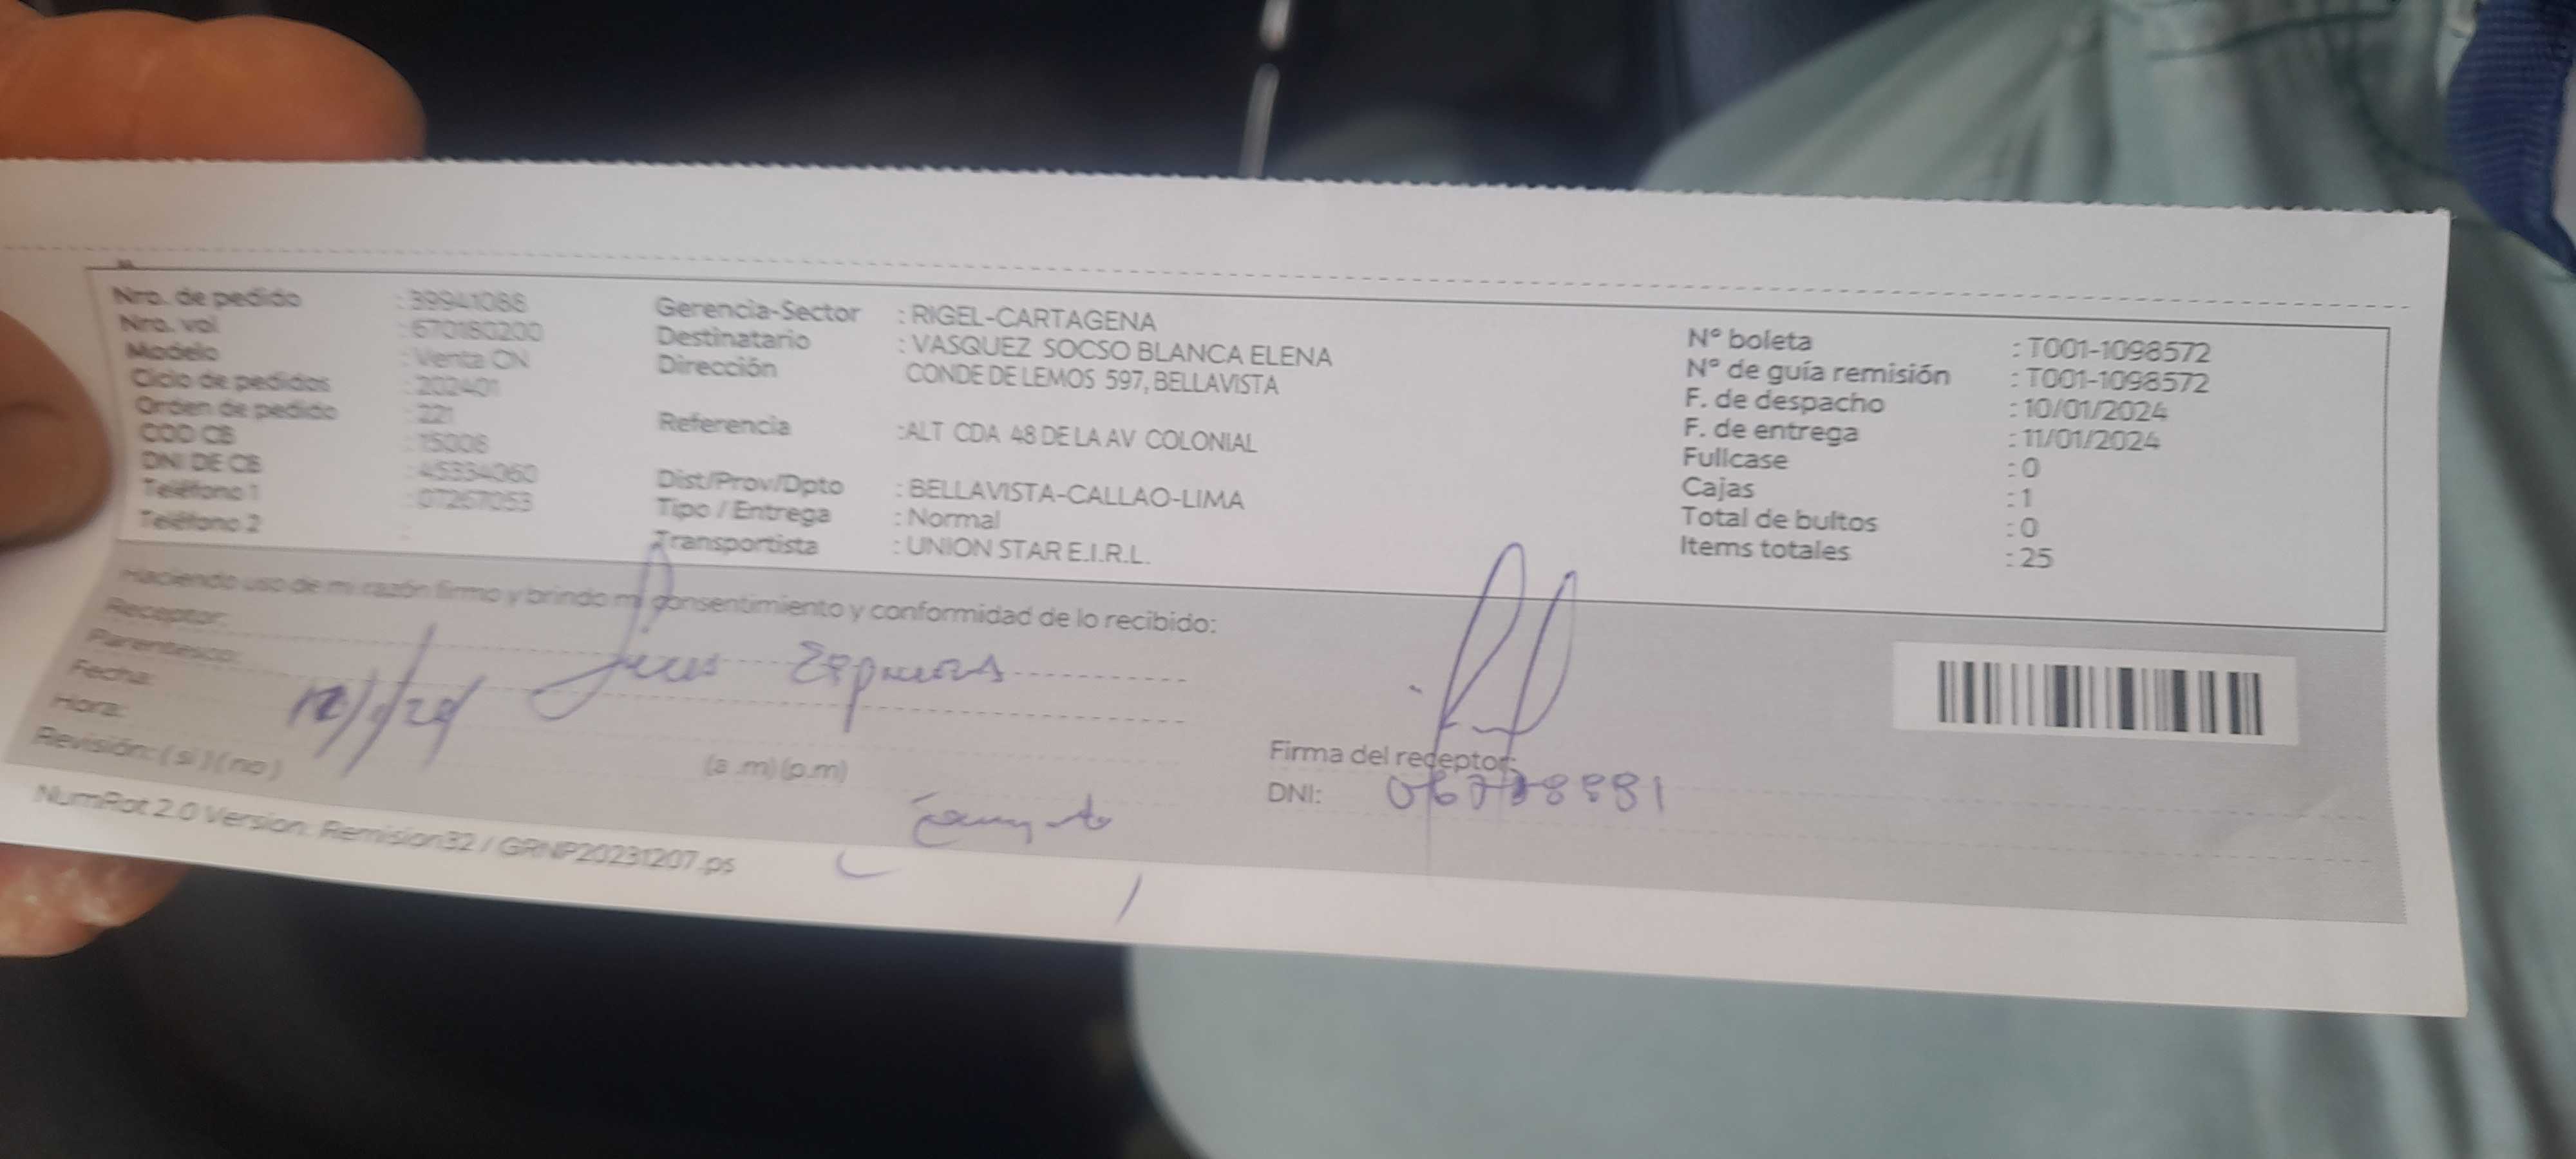 Nro. de pedido : 39941088
Nro. vol : 670180200
Modelo : Venta ON
Ciclo de pedidos : 202401
Orden de pedido : 221
COD CB : 15006
DNI DE CB : 45334060
Teléfono 1 : 07267053
Teléfono 2 :
Gerencia-Sector : RIGEL-CARTAGENA
Destinatario : VASQUEZ SOCSO BLANCA ELENA
Dirección CONDE DE LEMOS 597, BELLAVISTA
Referencia :ALT CDA 48 DE LA AV COLONIAL
Dist/Prov/Dpto : BELLAVISTA-CALLAO-LIMA
Tipo / Entrega : Normal
Transportista : UNION STAR E.I.R.L.
N° boleta : T001-1098572
N° de guía remisión : T001-1098572
F. de despacho : 10/01/2024
F. de entrega : 11/01/2024
Fullcase : 0
Cajas : 1
Total de bultos : 0
Items totales : 25
Haciendo uso de mi razón firmo y brindo mi consentimiento y conformidad de lo recibido:
Receptor:
Parentesco:
Fecha:
Hora: (a .m) (p.m)
Revisión: ( si ) ( no )
Firma del receptor:
DNI:
NumRot 2.0 Version: Remision32 / GRNP20231207.ps